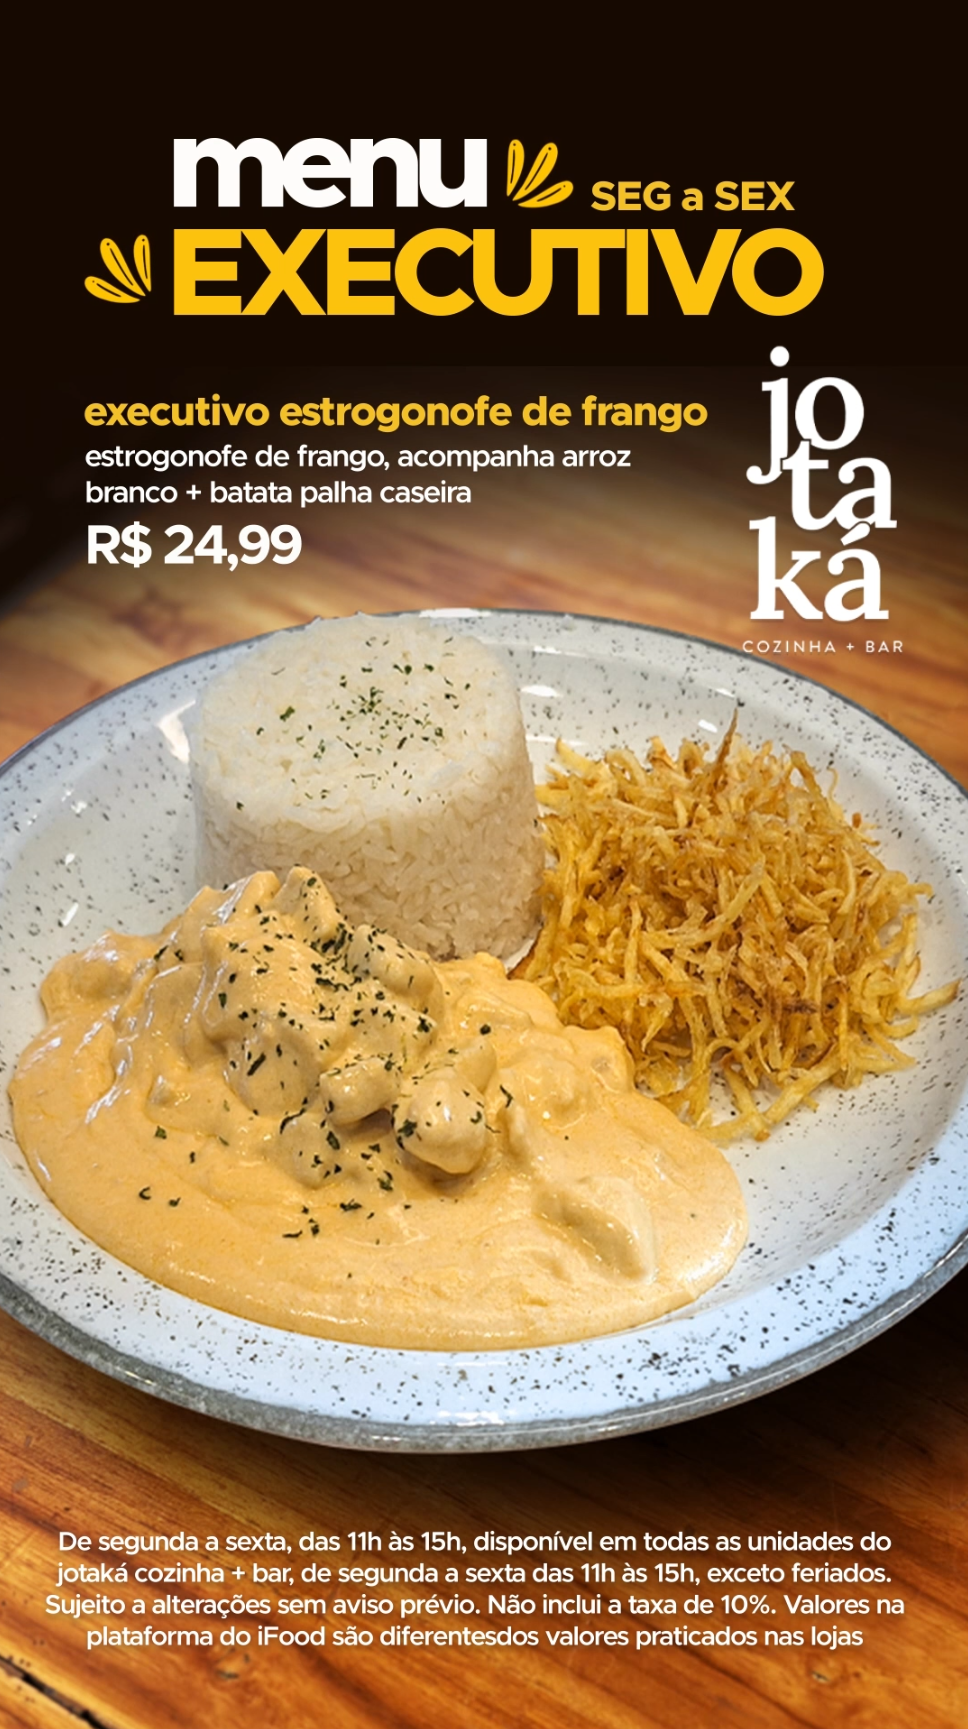 menu
SEG a SEX
EXECUTIVO
executivo estrogonofe de frango
estrogonofe de frango, acompanha arroz
branco + batata palha caseira
R$ 24,99
jo
ta
ká
COZINHA + BAR
De segunda a sexta, das 11h às 15h, disponível em todas as unidades do
jotaká cozinha + bar, de segunda a sexta das 11h às 15h, exceto feriados.
Sujeito a alterações sem aviso prévio. Não inclui a taxa de 10%. Valores na
plataforma do iFood são diferentesdos valores praticados nas lojas